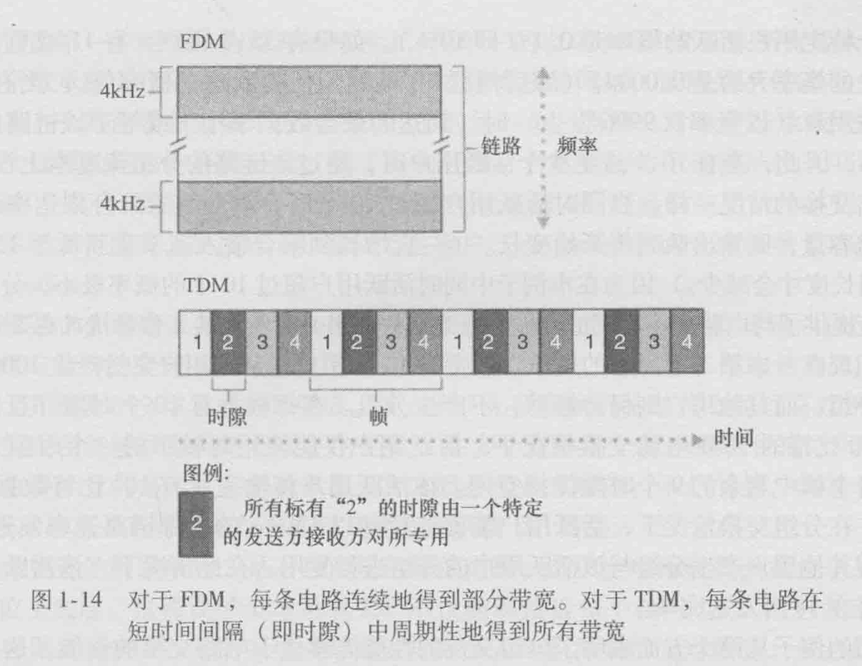 FDM
4kHz
链路
频率
4kHz
TDM
1 2 3 4 1 2 3 4 1 2 3 4 1 2 3 4
时隙
帧
时间
图例:
2
所有标有“2”的时隙由一个特定
的发送方接收方对所专用
图 1-14 对于 FDM，每条电路连续地得到部分带宽。对于 TDM，每条电路在
短时间间隔（即时隙）中周期性地得到所有带宽